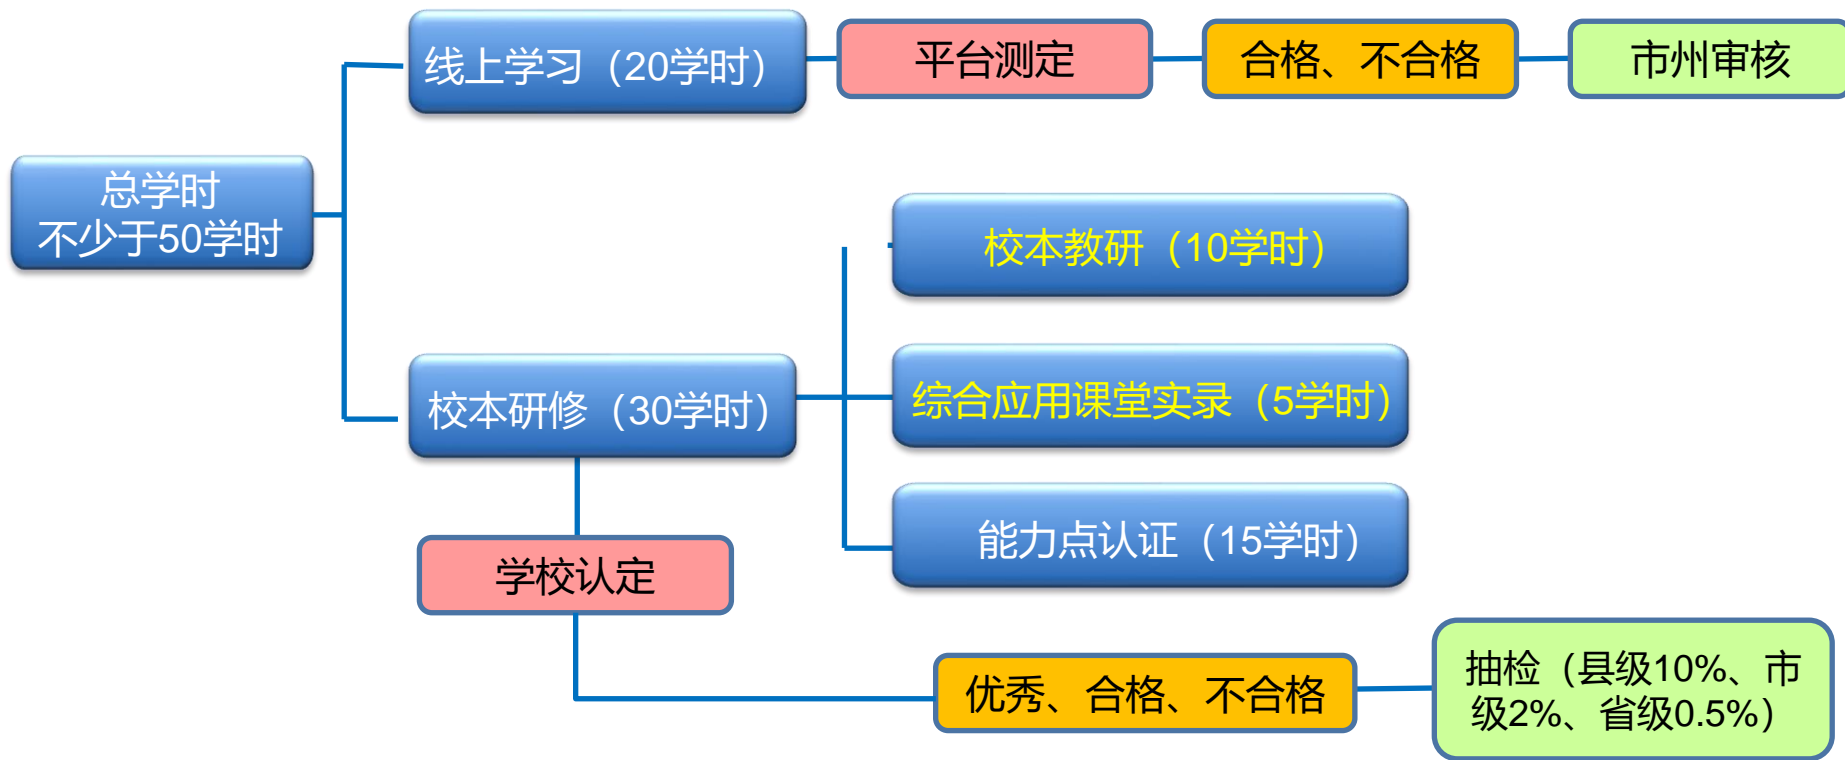 线上学习（20学时）
平台测定
合格、不合格
市州审核
总学时
不少于50学时
校本教研（10学时）
校本研修（30学时）
综合应用课堂实录（5学时）
能力点认证（15学时）
学校认定
优秀、合格、不合格
抽检（县级10%、市
级2%、省级0.5%）